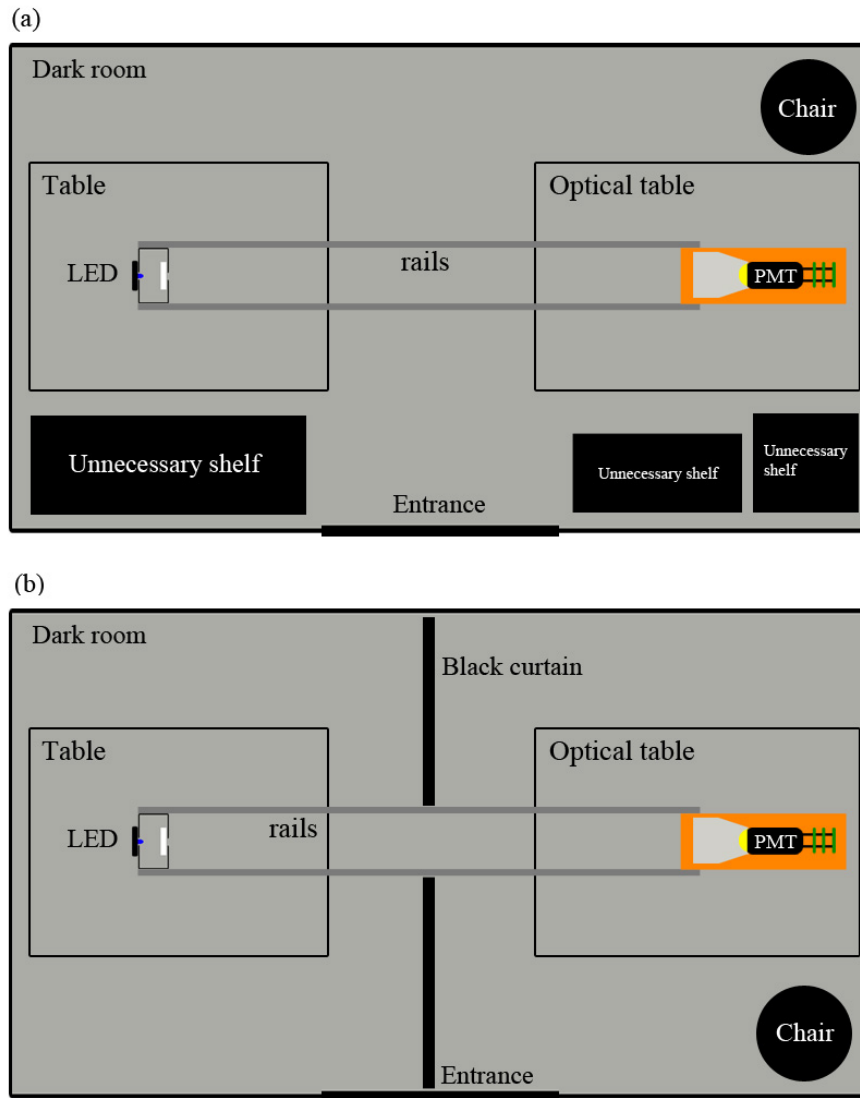 (a)
Dark room
Chair
Table
Optical table
LED
rails
PMT
Unnecessary shelf
Unnecessary shelf
Unnecessary
shelf
Entrance
(b)
Dark room
Black curtain
Table
Optical table
LED
rails
PMT
Chair
Entrance